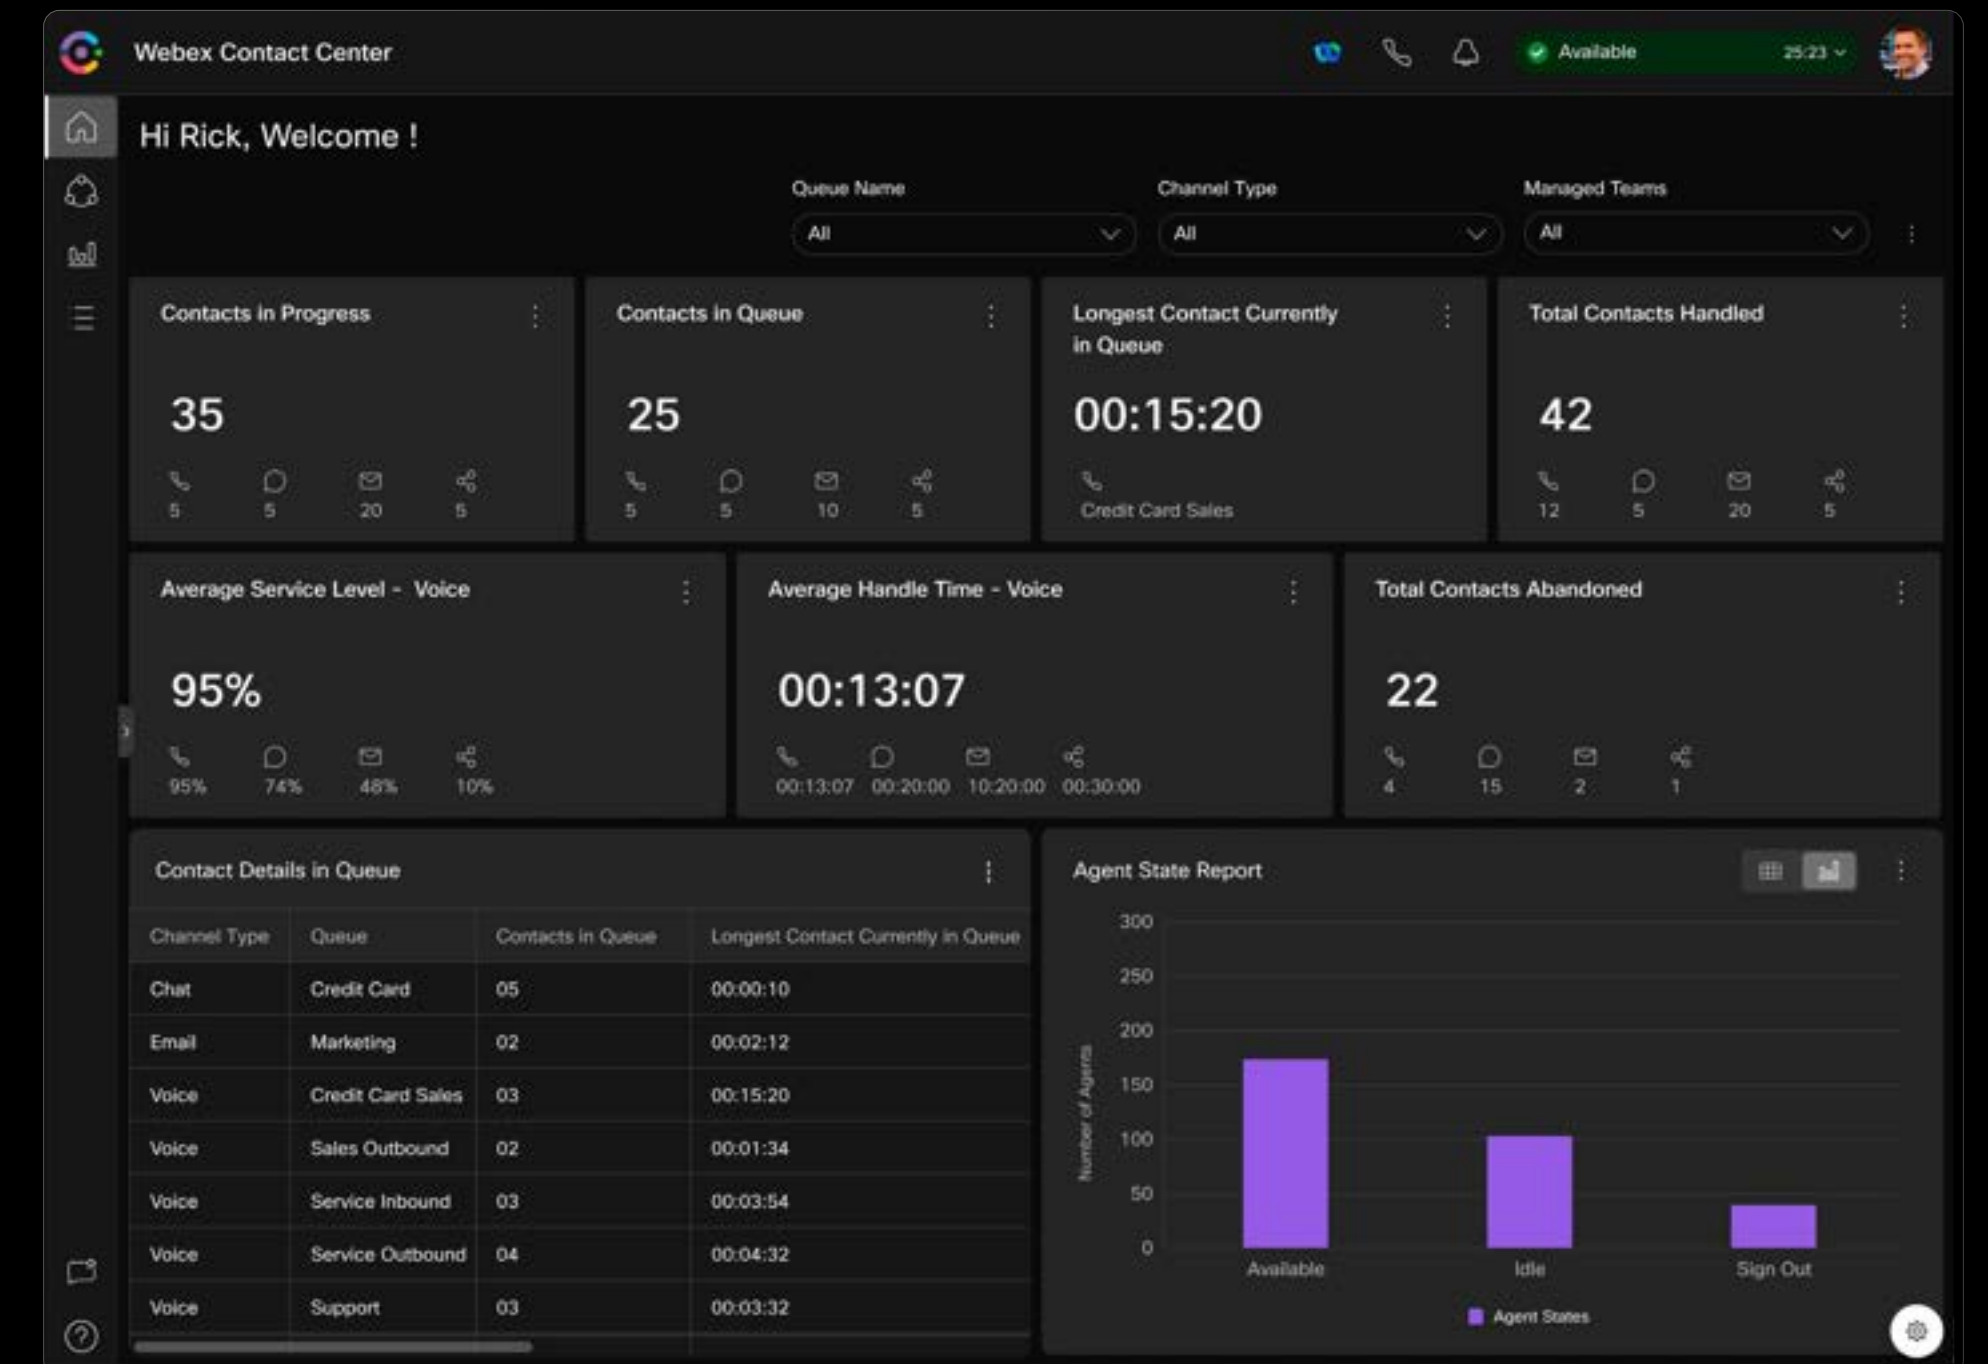 Webex Contact Center
Available 25:23
Hi Rick, Welcome !
Queue Name
All
Channel Type
All
Managed Teams
All
Contacts in Progress
35
5 5 20 5
Contacts in Queue
25
5 5 10 5
Longest Contact Currently
in Queue
00:15:20
Credit Card Sales
Total Contacts Handled
42
12 5 20 5
Average Service Level - Voice
95%
95% 74% 48% 10%
Average Handle Time - Voice
00:13:07
00:13:07 00:20:00 10:20:00 00:30:00
Total Contacts Abandoned
22
4 15 2 1
Contact Details in Queue
Channel Type Queue Contacts in Queue Longest Contact Currently in Queue
Chat Credit Card 05 00:00:10
Email Marketing 02 00:02:12
Voice Credit Card Sales 03 00:15:20
Voice Sales Outbound 02 00:01:34
Voice Service Inbound 03 00:03:54
Voice Service Outbound 04 00:04:32
Voice Support 03 00:03:32
Agent State Report
Number of Agents
300
250
200
150
100
50
0
Available Idle Sign Out
Agent States